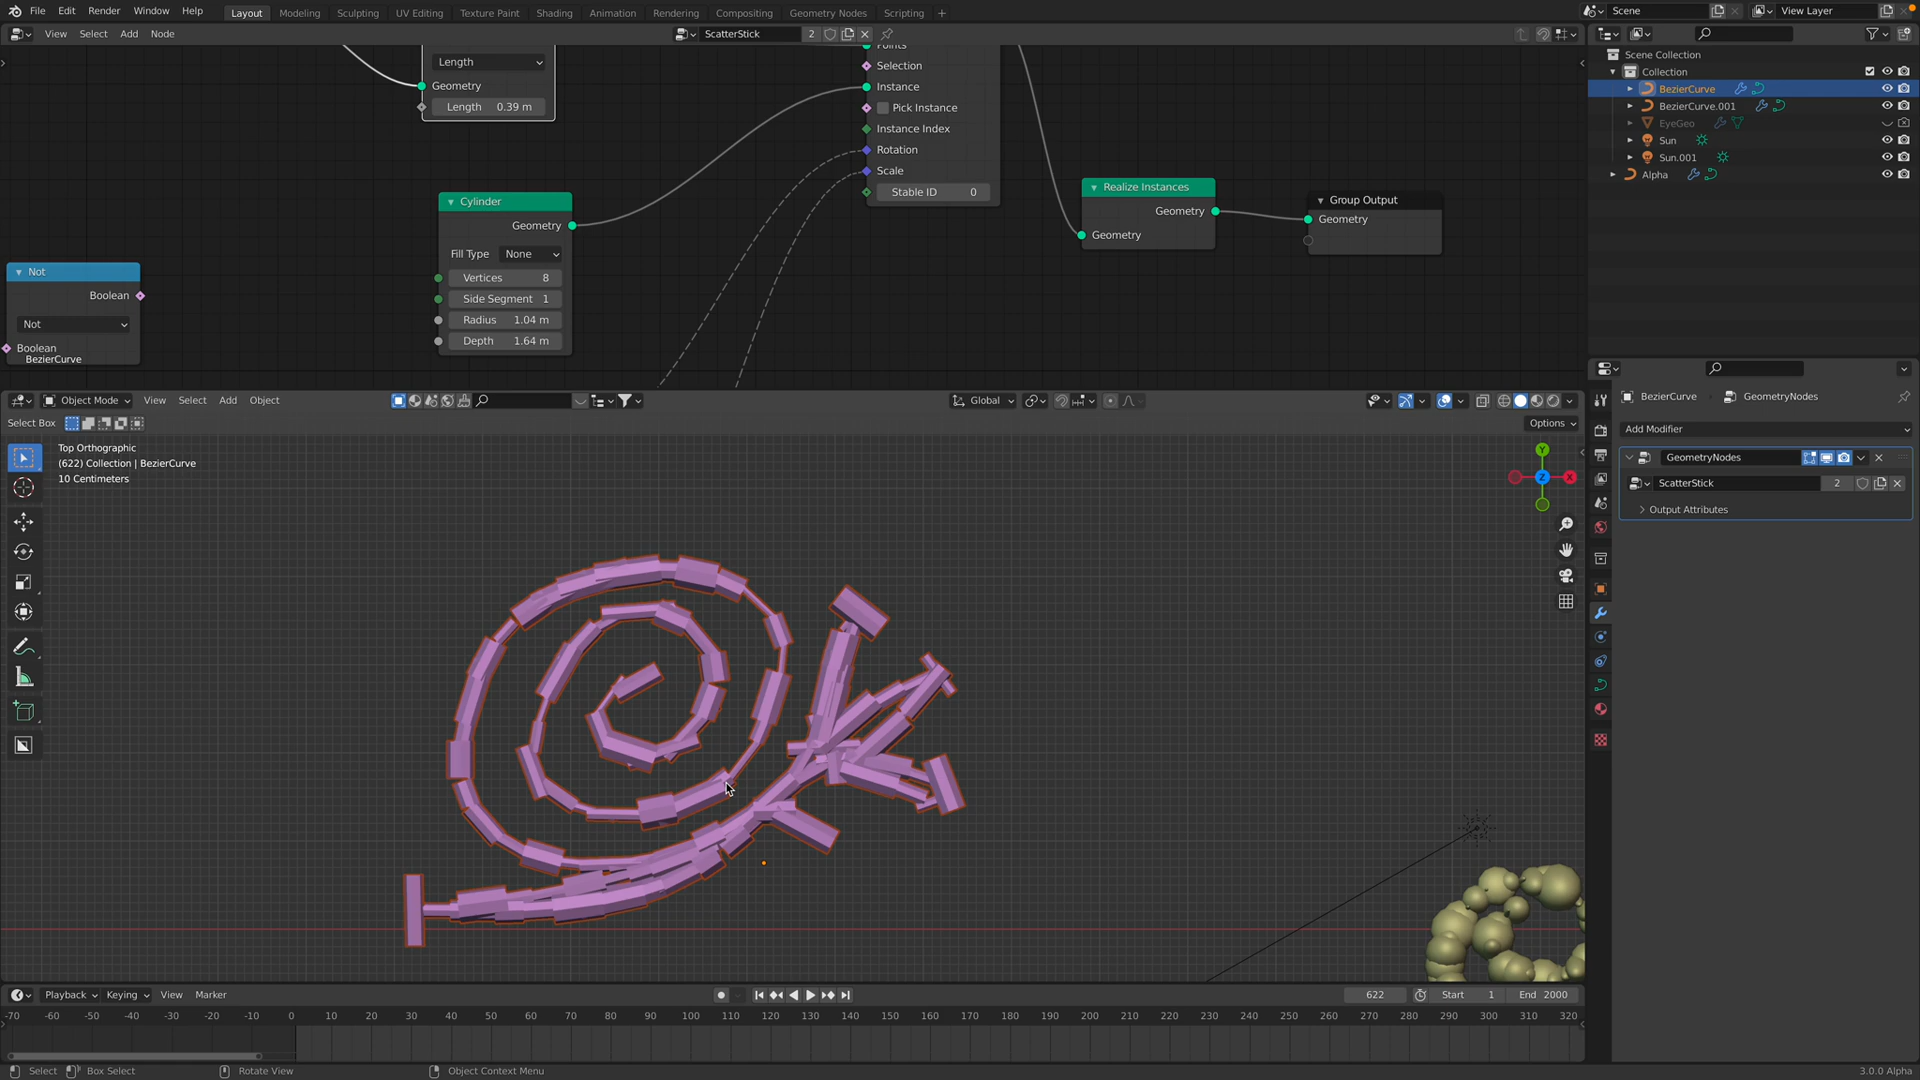 File Edit Render Window Help Layout Modeling Sculpting UV Editing Texture Paint Shading Animation Rendering Compositing Geometry Nodes Scripting + Scene View Layer
View Select Add Node ScatterStick 2
Points
Length
Selection
Geometry
Instance
Length 0.39 m
Pick Instance
Instance Index
Rotation
Scale
Stable ID 0
Realize Instances
Geometry
Geometry
Group Output
Geometry
Cylinder
Geometry
Fill Type None
Vertices 8
Side Segment 1
Radius 1.04 m
Depth 1.64 m
Not
Boolean
Not
Boolean
BezierCurve
Scene Collection
Collection
BezierCurve
BezierCurve.001
EyeGeo
Sun
Sun.001
Alpha
BezierCurve GeometryNodes
Add Modifier
GeometryNodes
ScatterStick 2
Output Attributes
Object Mode View Select Add Object Global
Select Box Options
Top Orthographic
(622) Collection | BezierCurve
10 Centimeters
Y
Z
X
Playback Keying View Marker 622 Start 1 End 2000
-70 -60 -50 -40 -30 -20 -10 0 10 20 30 40 50 60 70 80 90 100 110 120 130 140 150 160 170 180 190 200 210 220 230 240 250 260 270 280 290 300 310 320
Select Box Select Rotate View Object Context Menu 3.0.0 Alpha